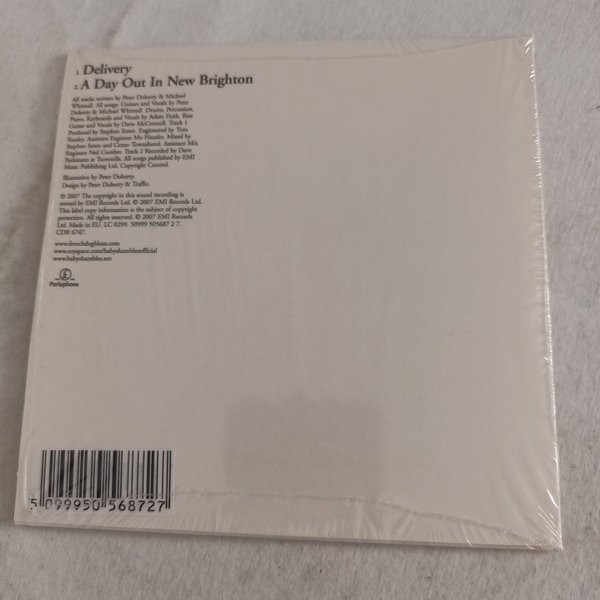 1. Delivery
2. A Day Out In New Brighton
All tracks written by Peter Doherty & Michael
Whitnall. All songs: Guitars and Vocals by Peter
Doherty & Michael Whitnall. Drums, Percussion,
Piano, Keyboards and Vocals by Adam Ficek. Bass
Guitar and Vocals by Drew McConnell. Track 1
Produced by Stephen Street. Engineered by Tom
Stanley. Assistant Engineer Mo Hausler. Mixed by
Stephen Street and Cenzo Townshend. Assistant Mix
Engineer Neil Comber. Track 2 Recorded by Dave
Parkinson at Turnmills. All songs published by EMI
Music Publishing Ltd, Copyright Control.
Illustration by Peter Doherty.
Design by Peter Doherty & Traffic.
℗ 2007 The copyright in this sound recording is
owned by EMI Records Ltd. © 2007 EMI Records Ltd.
This label copy information is the subject of copyright
protection. All rights reserved. © 2007 EMI Records
Ltd. Made in EU. LC 0299. 50999 505687 2 7.
CDR 6747.
www.frenchdogblues.com
www.myspace.com/babyshamblesofficial
www.babyshambles.net
Parlophone
5 099950 568727